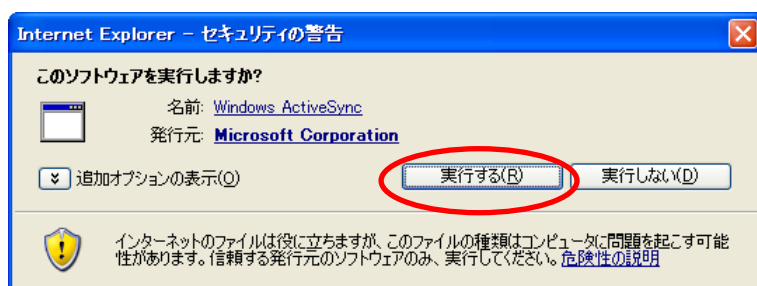 Internet Explorer - セキュリティの警告
このソフトウェアを実行しますか?
名前: Windows ActiveSync
発行元: Microsoft Corporation
追加オプションの表示(O)
実行する(R)
実行しない(D)
インターネットのファイルは役に立ちますが、このファイルの種類はコンピュータに問題を起こす可能
性があります。信頼する発行元のソフトウェアのみ、実行してください。危険性の説明